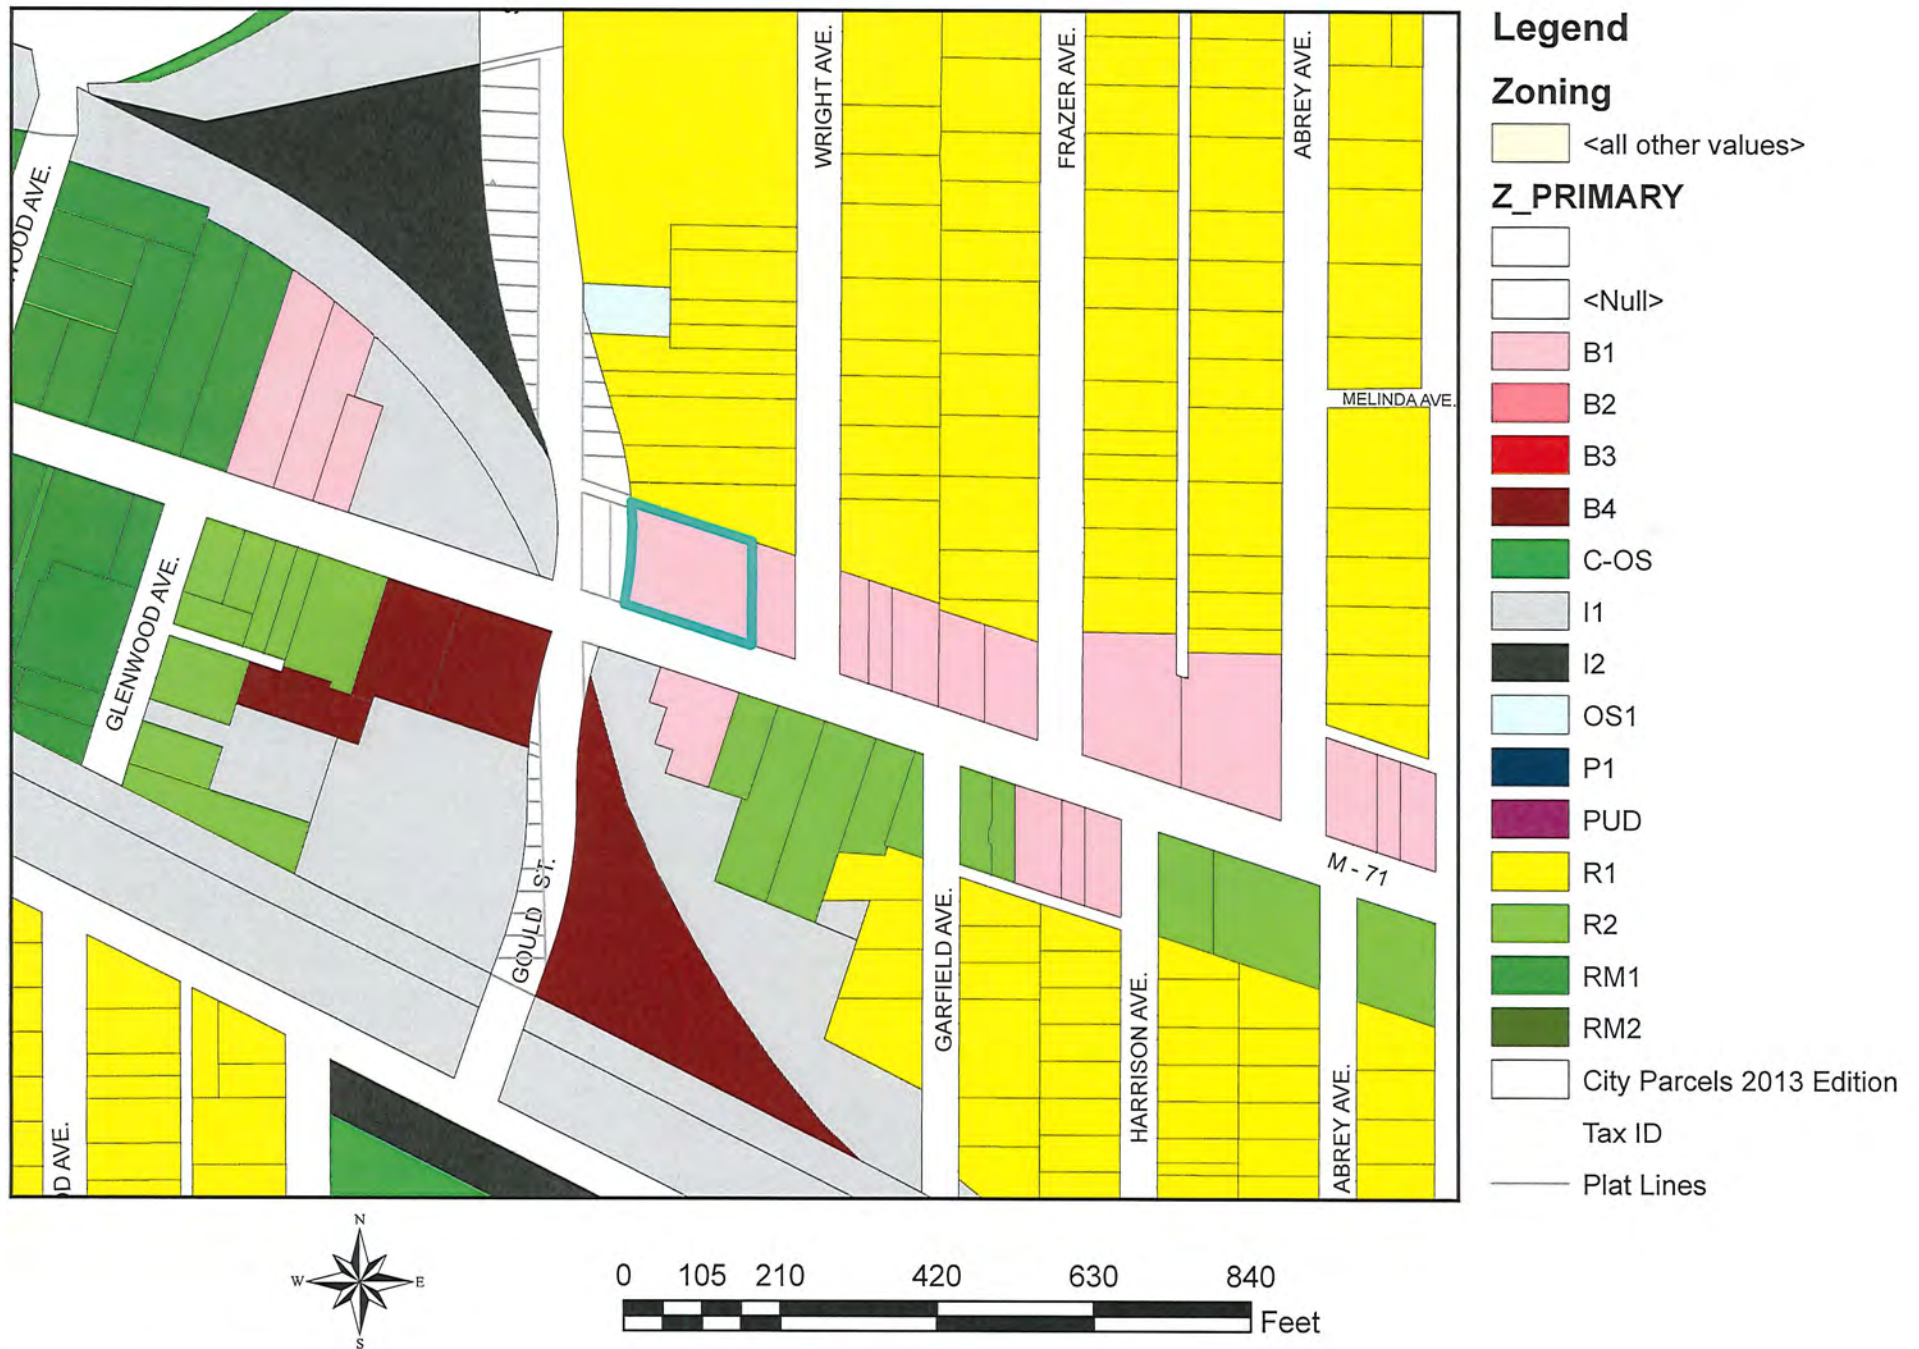 WOOD AVE.
GLENWOOD AVE.
WRIGHT AVE.
FRAZER AVE.
ABREY AVE.
MELINDA AVE.
M - 71
GOULD ST.
GARFIELD AVE.
HARRISON AVE.
ABREY AVE.
D AVE.
Legend
Zoning
<all other values>
Z_PRIMARY
<Null>
B1
B2
B3
B4
C-OS
I1
I2
OS1
P1
PUD
R1
R2
RM1
RM2
City Parcels 2013 Edition
Tax ID
Plat Lines
N
W
E
S
0 105 210 420 630 840
Feet